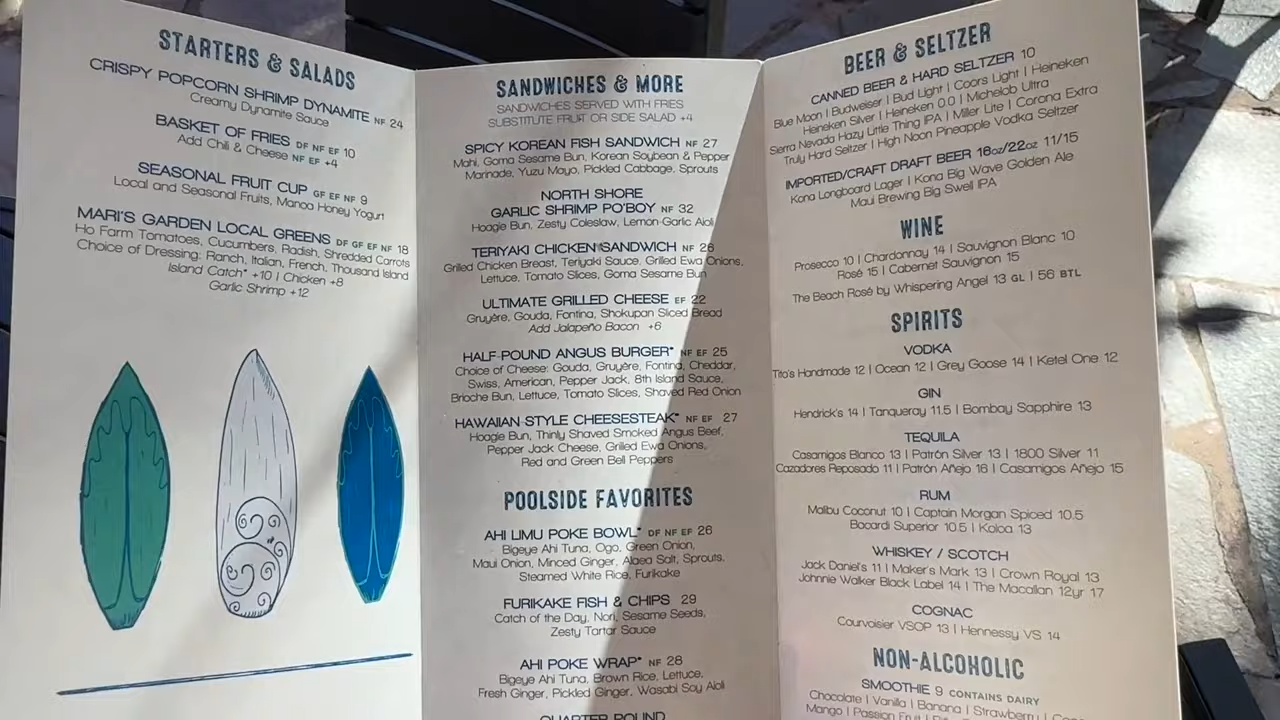 STARTERS & SALADS
CRISPY POPCORN SHRIMP DYNAMITE NF 24
Creamy Dynamite Sauce
BASKET OF FRIES DF NF EF 10
Add Chili & Cheese NF EF +4
SEASONAL FRUIT CUP GF EF NF 9
Local and Seasonal Fruits, Manoa Honey Yogurt
MARI'S GARDEN LOCAL GREENS DF GF EF NF 18
Ho Farm Tomatoes, Cucumbers, Radish, Shredded Carrots
Choice of Dressing: Ranch, Italian, French, Thousand Island
Island Catch* +10 | Chicken +8
Garlic Shrimp +12
SANDWICHES & MORE
SANDWICHES SERVED WITH FRIES
SUBSTITUTE FRUIT OR SIDE SALAD +4
SPICY KOREAN FISH SANDWICH NF 27
Mahi, Goma Sesame Bun, Korean Soybean & Pepper
Marinade, Yuzu Mayo, Pickled Cabbage, Sprouts
NORTH SHORE
GARLIC SHRIMP PO'BOY NF 32
Hoagie Bun, Zesty Coleslaw, Lemon-Garlic Aioli
TERIYAKI CHICKEN SANDWICH NF 26
Grilled Chicken Breast, Teriyaki Sauce, Grilled Ewa Onions,
Lettuce, Tomato Slices, Goma Sesame Bun
ULTIMATE GRILLED CHEESE EF 22
Gruyère, Gouda, Fontina, Shokupan Sliced Bread
Add Jalapeño Bacon +6
HALF-POUND ANGUS BURGER* NF EF 25
Choice of Cheese: Gouda, Gruyère, Fontina, Cheddar,
Swiss, American, Pepper Jack, 8th Island Sauce,
Brioche Bun, Lettuce, Tomato Slices, Shaved Red Onion
HAWAIIAN-STYLE CHEESESTEAK* NF EF 27
Hoagie Bun, Thinly Shaved Smoked Angus Beef,
Pepper Jack Cheese, Grilled Ewa Onions,
Red and Green Bell Peppers
POOLSIDE FAVORITES
AHI LIMU POKE BOWL* DF NF EF 26
Bigeye Ahi Tuna, Ogo, Green Onion,
Maui Onion, Minced Ginger, Alaea Salt, Sprouts,
Steamed White Rice, Furikake
FURIKAKE FISH & CHIPS 29
Catch of the Day, Nori, Sesame Seeds,
Zesty Tartar Sauce
AHI POKE WRAP* NF 28
Bigeye Ahi Tuna, Brown Rice, Lettuce,
Fresh Ginger, Pickled Ginger, Wasabi Soy Aioli
QUARTER POUND
BEER & SELTZER
CANNED BEER & HARD SELTZER 10
Blue Moon | Budweiser | Bud Light | Coors Light | Heineken
Heineken Silver | Heineken 0.0 | Michelob Ultra
Sierra Nevada Hazy Little Thing IPA | Miller Lite | Corona Extra
Truly Hard Seltzer | High Noon Pineapple Vodka Seltzer
IMPORTED/CRAFT DRAFT BEER 16oz/22oz 11/15
Kona Longboard Lager | Kona Big Wave Golden Ale
Maui Brewing Big Swell IPA
WINE
Prosecco 10 | Chardonnay 14 | Sauvignon Blanc 10
Rosé 15 | Cabernet Sauvignon 15
The Beach Rosé by Whispering Angel 13 GL | 56 BTL
SPIRITS
VODKA
Tito's Handmade 12 | Ocean 12 | Grey Goose 14 | Ketel One 12
GIN
Hendrick's 14 | Tanqueray 11.5 | Bombay Sapphire 13
TEQUILA
Casamigos Blanco 13 | Patrón Silver 13 | 1800 Silver 11
Cazadores Reposado 11 | Patrón Añejo 16 | Casamigos Añejo 15
RUM
Malibu Coconut 10 | Captain Morgan Spiced 10.5
Bacardi Superior 10.5 | Koloa 13
WHISKEY / SCOTCH
Jack Daniel's 11 | Maker's Mark 13 | Crown Royal 13
Johnnie Walker Black Label 14 | The Macallan 12yr 17
COGNAC
Courvoisier VSOP 13 | Hennessy VS 14
NON-ALCOHOLIC
SMOOTHIE 9 CONTAINS DAIRY
Chocolate | Vanilla | Banana | Strawberry |
Mango | Passion Fruit |